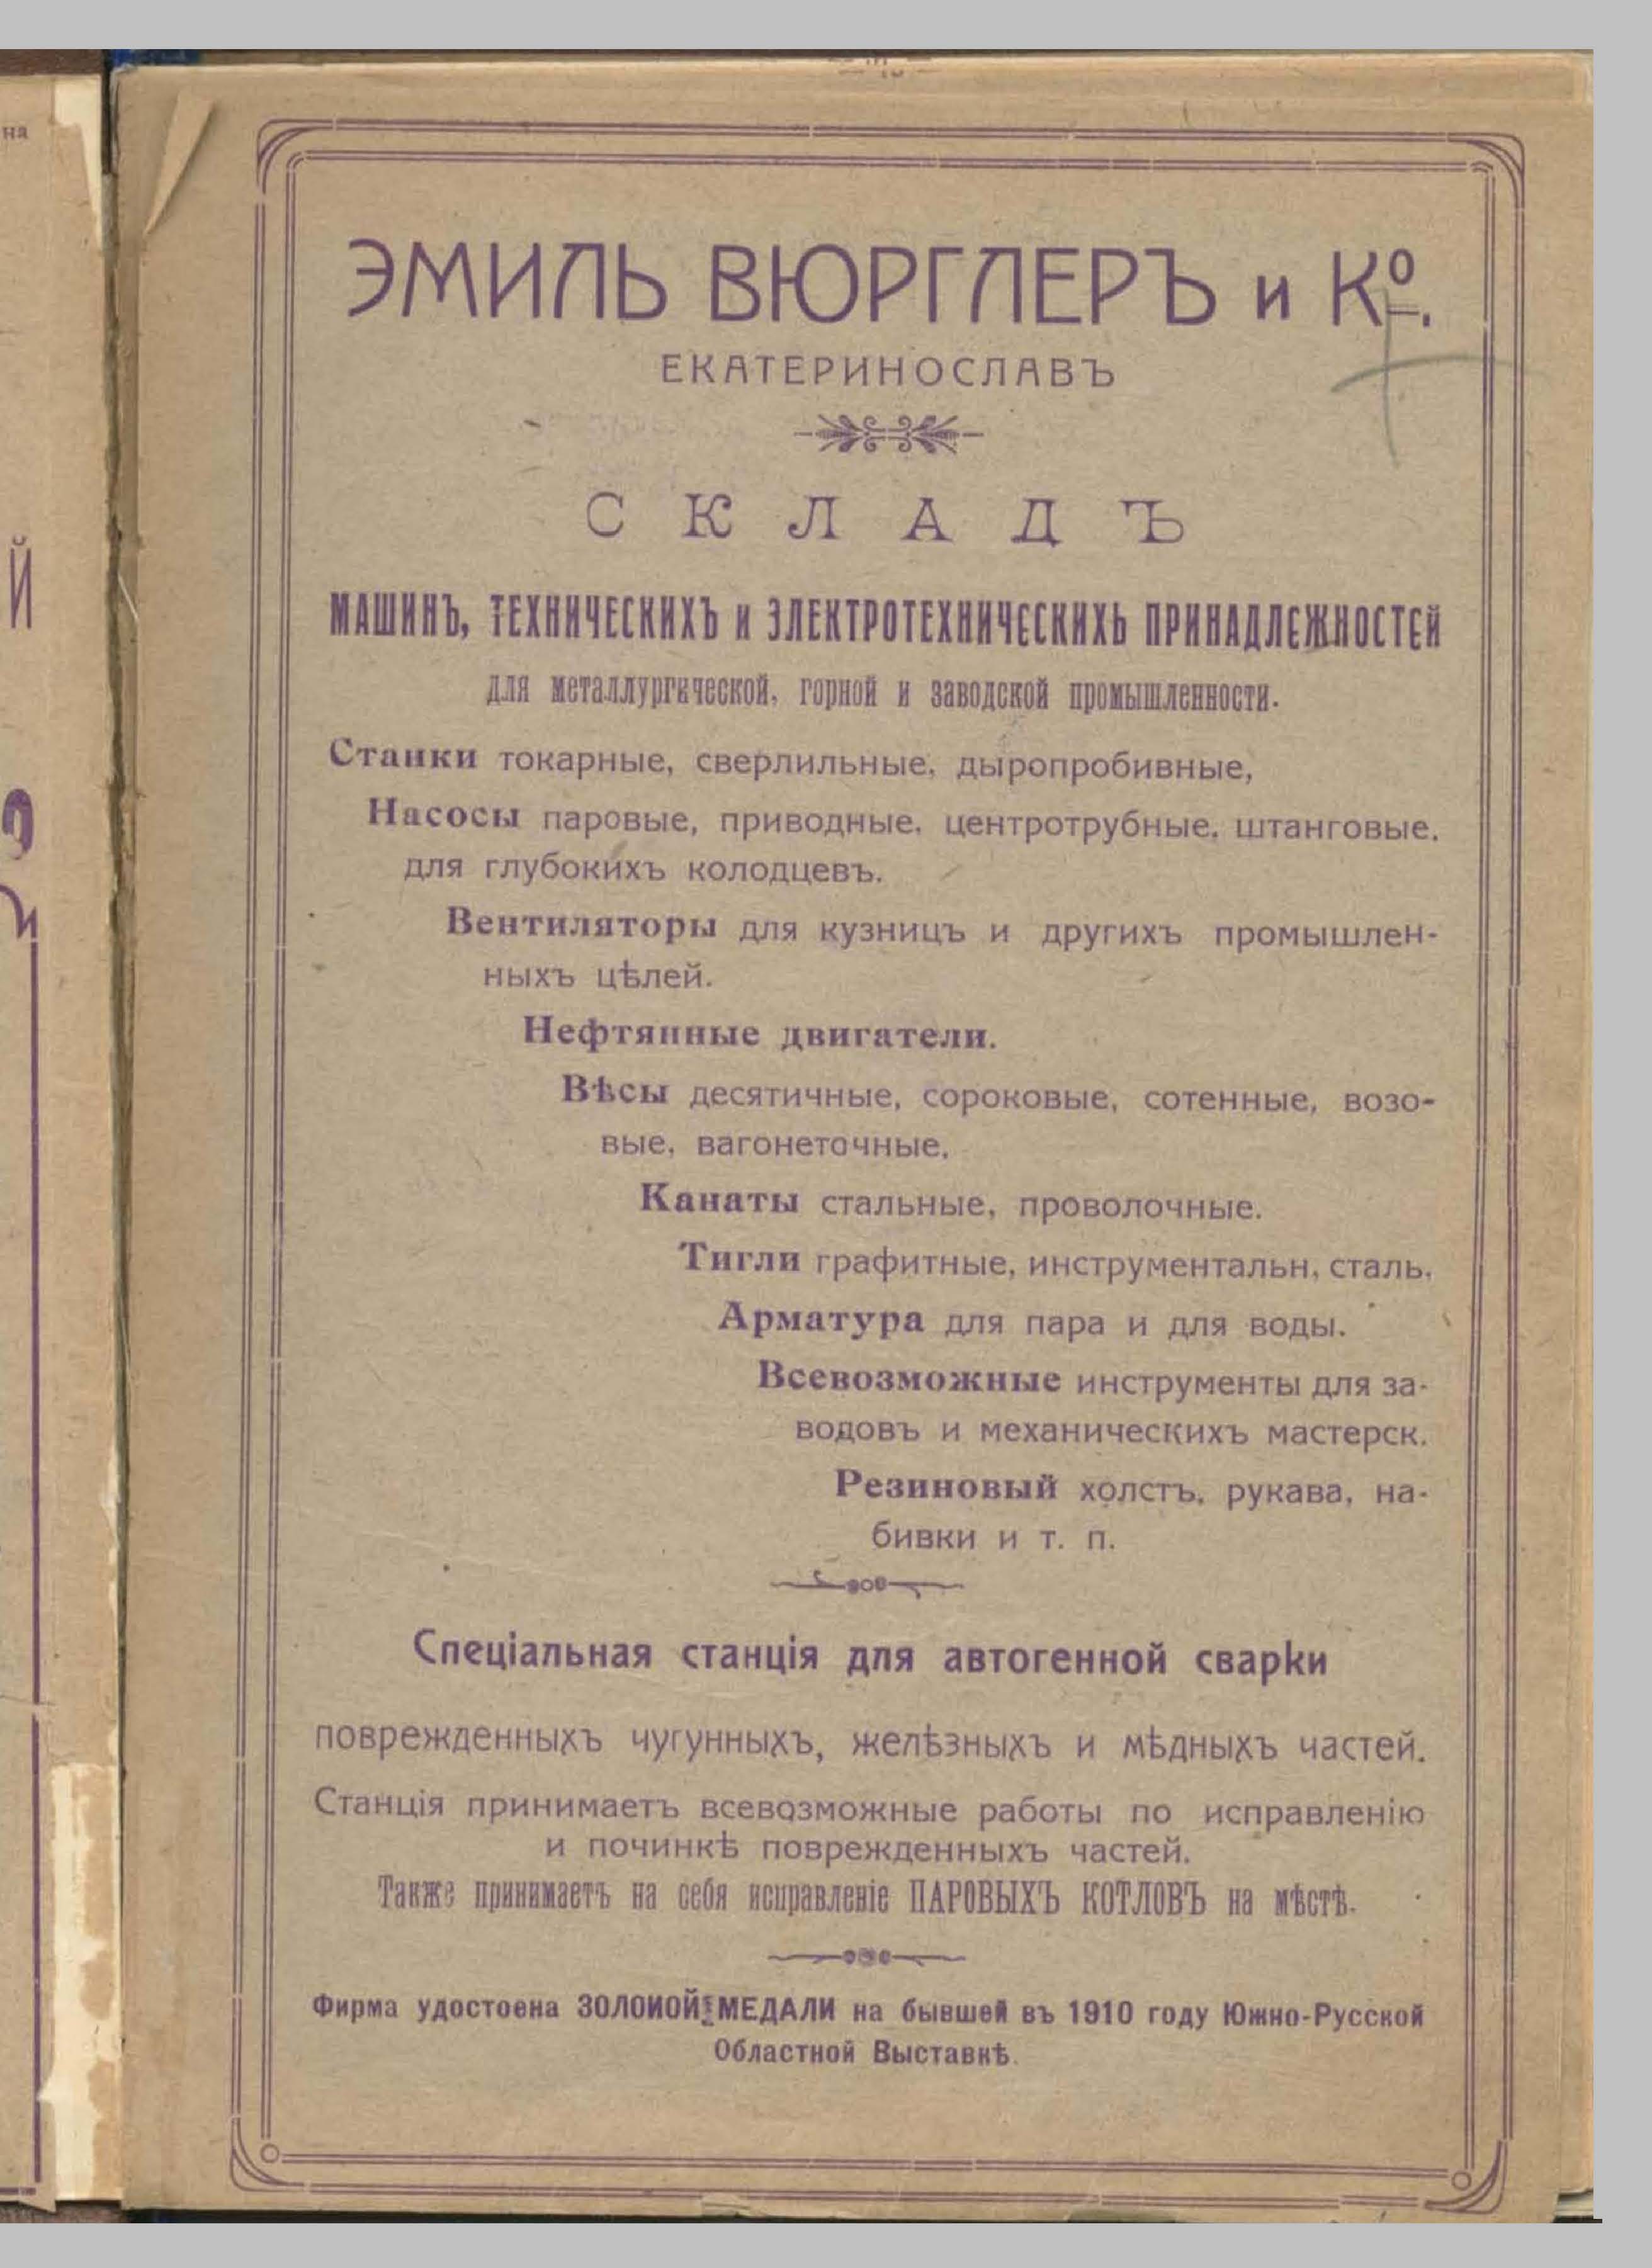 на
Й
ЭМИЛЬ ВЮРГЛЕРЪ и Ко.
ЕКАТЕРИНОСЛАВЪ
СКЛАДЪ
МАШИНЪ, ТЕХНИЧЕСКИХЪ и ЭЛЕКТРОТЕХНИЧЕСКИХЬ ПРИНАДЛЕЖНОСТЕЙ
для металлургической, горной и заводской промышленности.
Станки токарные, сверлильные, дыропробивные,
Насосы паровые, приводные, центротрубные, штанговые,
для глубокихъ колодцевъ.
Вентиляторы для кузницъ и другихъ промышлен-
ныхъ цѣлей.
Нефтянные двигатели.
Вѣсы десятичные, сороковые, сотенные, возо-
вые, вагонеточные,
Канаты стальные, проволочные.
Тигли графитные, инструментальн, сталь,
Арматура для пара и для воды.
Всевозможные инструменты для за-
водовъ и механическихъ мастерск.
Резиновый холстъ, рукава, на-
бивки и т. п.
Спеціальная станція для автогенной сварки
поврежденныхъ чугунныхъ, желѣзныхъ и мѣдныхъ частей.
Станція принимаетъ всевозможные работы по исправленію
и починкѣ поврежденныхъ частей.
Также принимаетъ на себя исправленіе ПАРОВЫХЪ КОТЛОВЪ на мѣстѣ.
Фирма удостоена ЗОЛОИОЙ МЕДАЛИ на бывшей въ 1910 году Южно-Русской
Областной Выставкѣ.